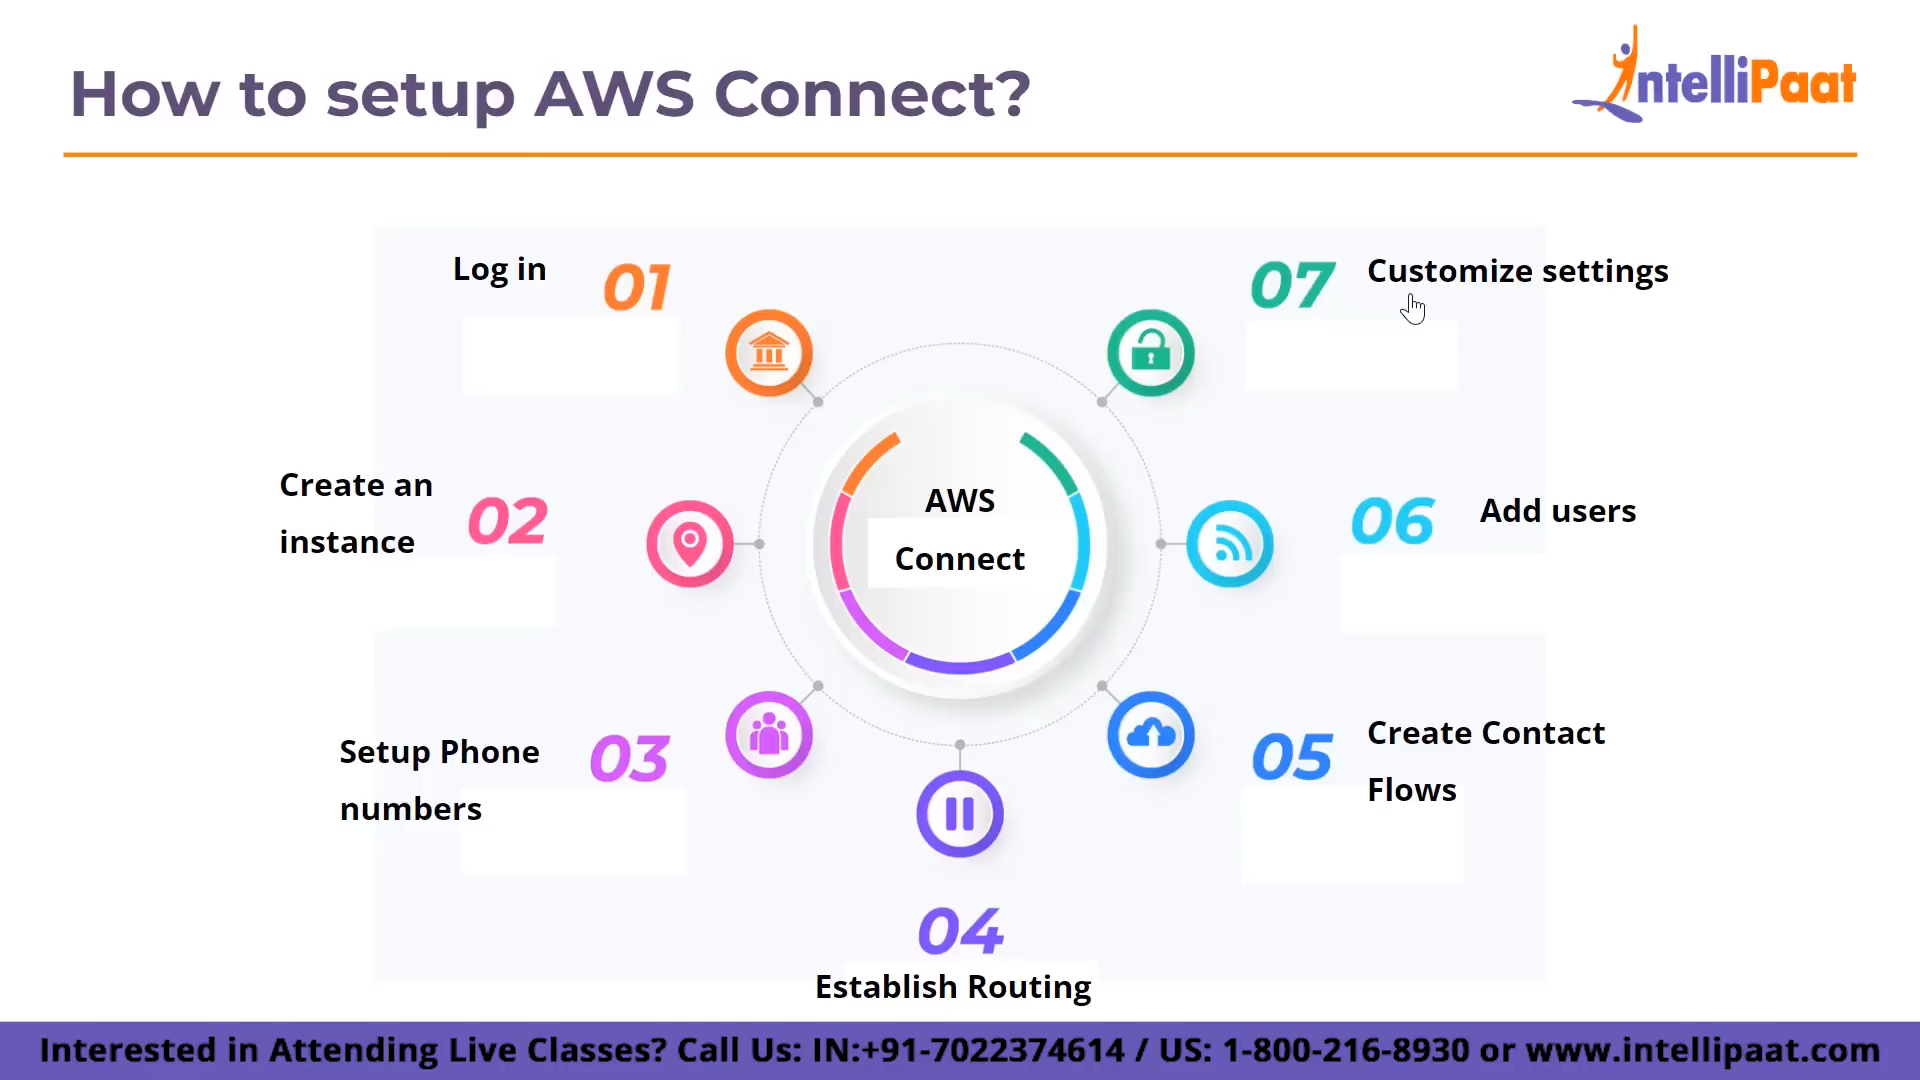 How to setup AWS Connect?
IntelliPaat
Log in
01
Create an
instance
02
Setup Phone
numbers
03
04
Establish Routing
05
Create Contact
Flows
06
Add users
07
Customize settings
AWS
Connect
Interested in Attending Live Classes? Call Us: IN:+91-7022374614 / US: 1-800-216-8930 or www.intellipaat.com